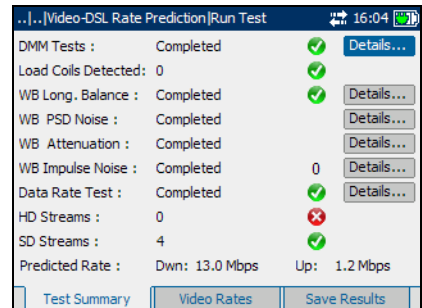 ..|..|Video-DSL Rate Prediction|Run Test 16:04
DMM Tests : Completed Details...
Load Coils Detected: 0
WB Long. Balance : Completed Details...
WB PSD Noise : Completed Details...
WB Attenuation : Completed Details...
WB Impulse Noise : Completed 0 Details...
Data Rate Test : Completed Details...
HD Streams : 0
SD Streams : 4
Predicted Rate : Dwn: 13.0 Mbps Up: 1.2 Mbps
Test Summary Video Rates Save Results